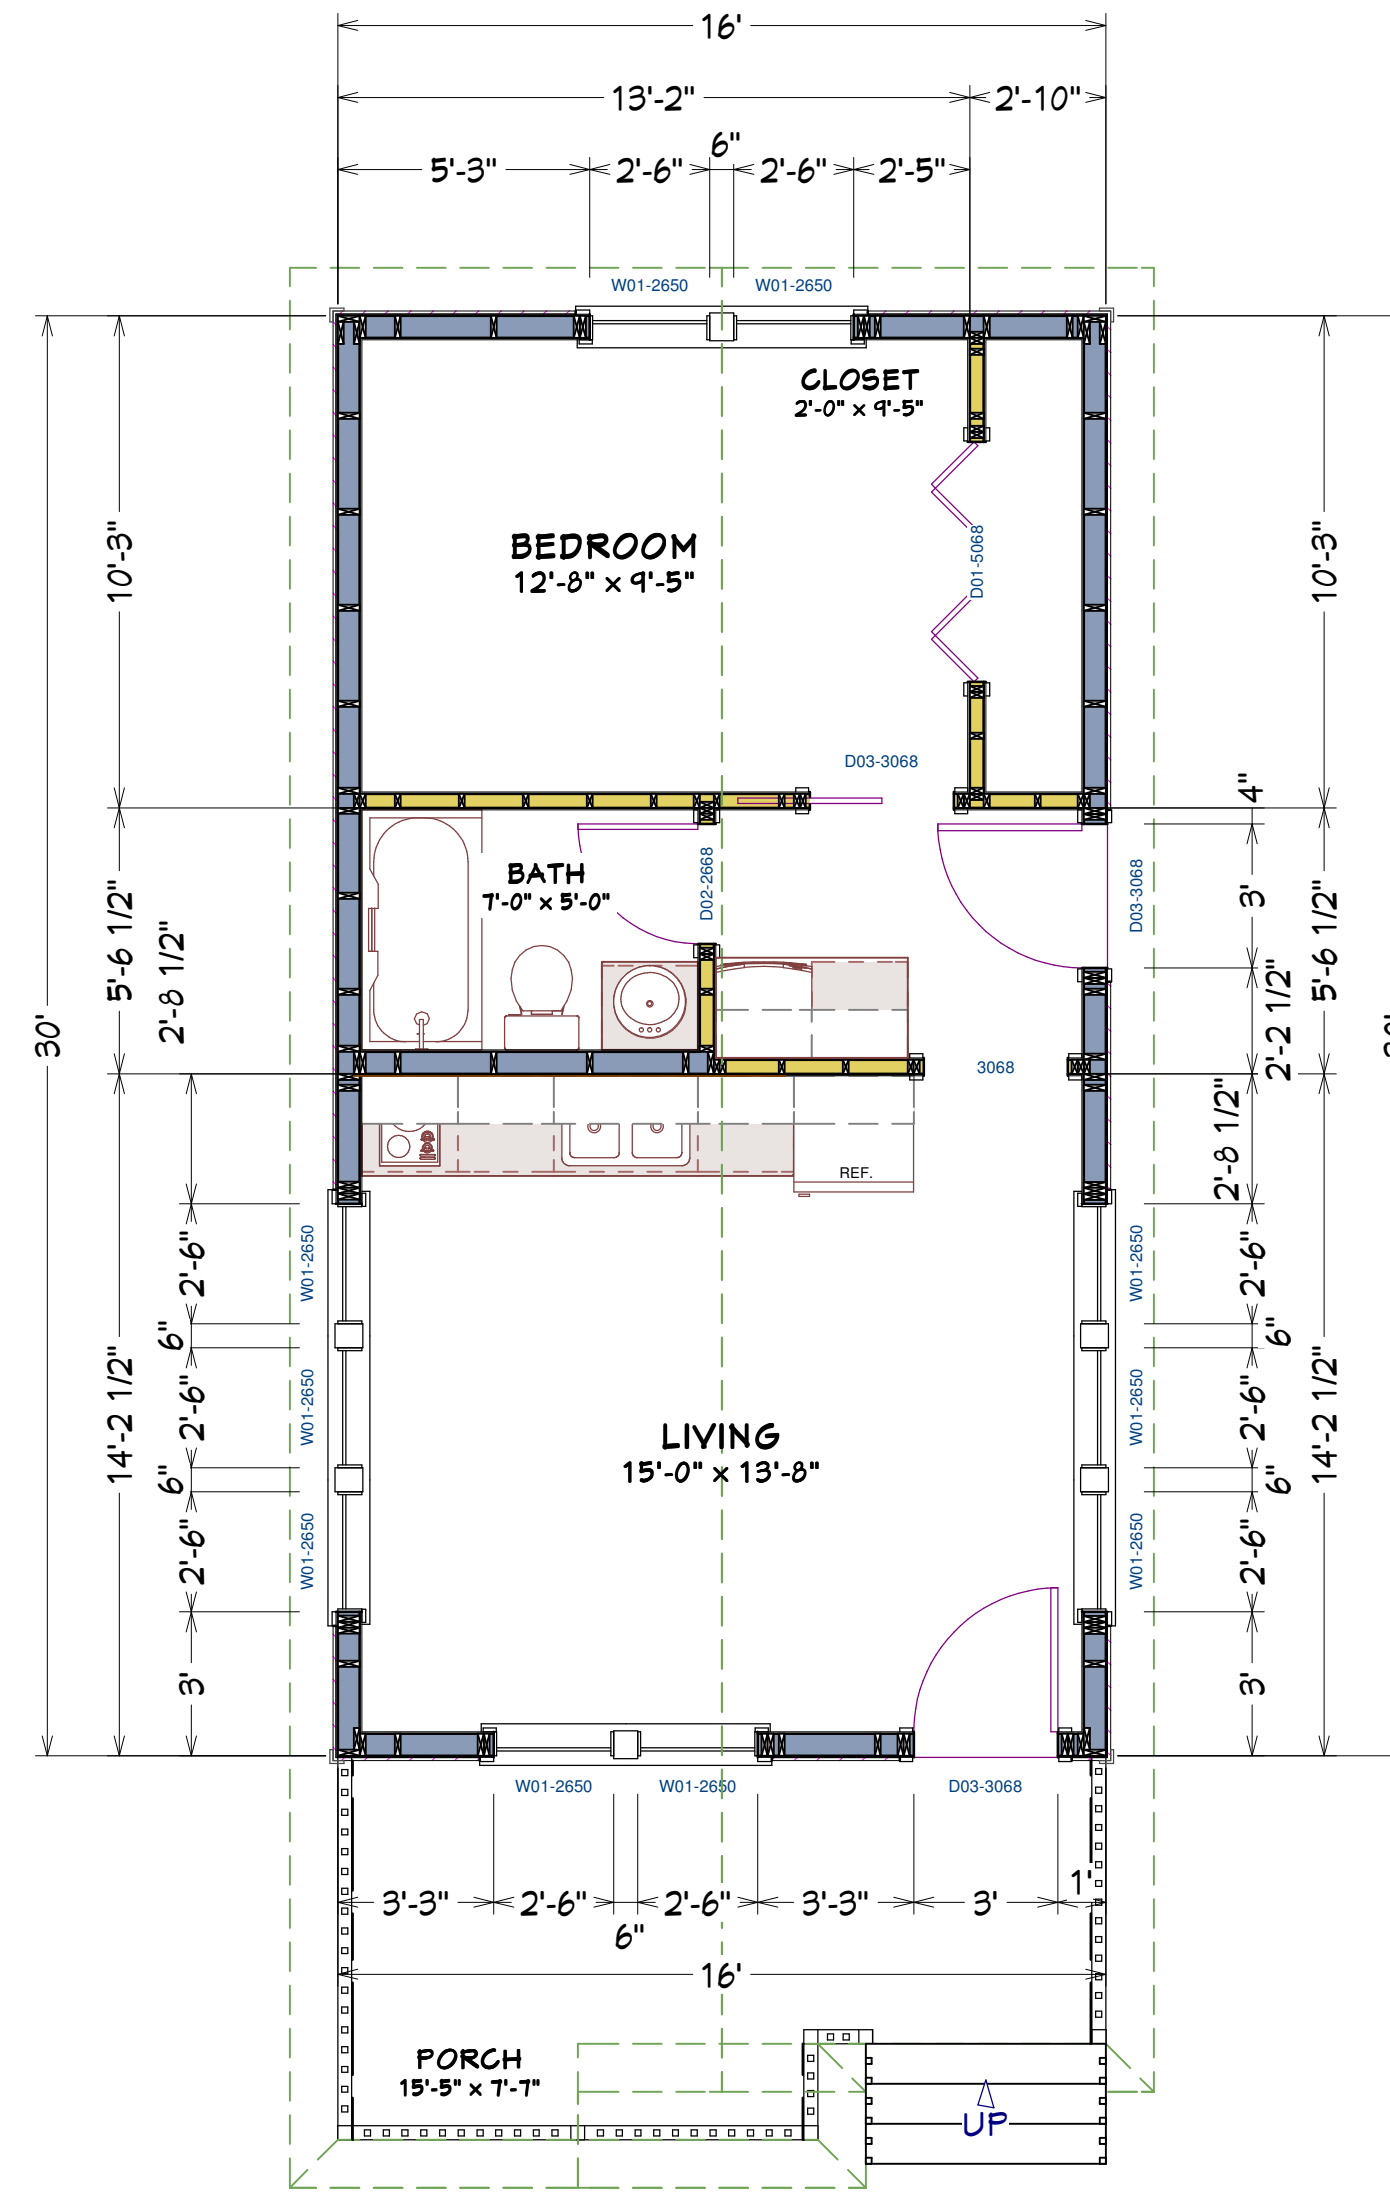 16'
13'-2" 2'-10"
6"
5'-3" 2'-6" 2'-6" 2'-5"
W01-2650 W01-2650
CLOSET
2'-0" x 9'-5"
10'-3"
BEDROOM
12'-8" x 9'-5"
D01-5068
10'-3"
D03-3068
4"
BATH
7'-0" x 5'-0"
D02-2668
D03-3068
3'
5'-6 1/2"
5'-6 1/2"
2'-8 1/2"
2'-2 1/2"
30'
3068
2'-8 1/2"
REF.
W01-2650
2'-6"
W01-2650
2'-6"
6"
6"
14'-2 1/2"
2'-6"
W01-2650
LIVING
15'-0" x 13'-8"
W01-2650
2'-6"
14'-2 1/2"
6"
6"
2'-6"
W01-2650
W01-2650
2'-6"
3'
3'
W01-2650 W01-2650 D03-3068
3'-3" 2'-6" 2'-6" 3'-3" 3' 1'
6"
16'
PORCH
15'-5" x 7'-7"
UP